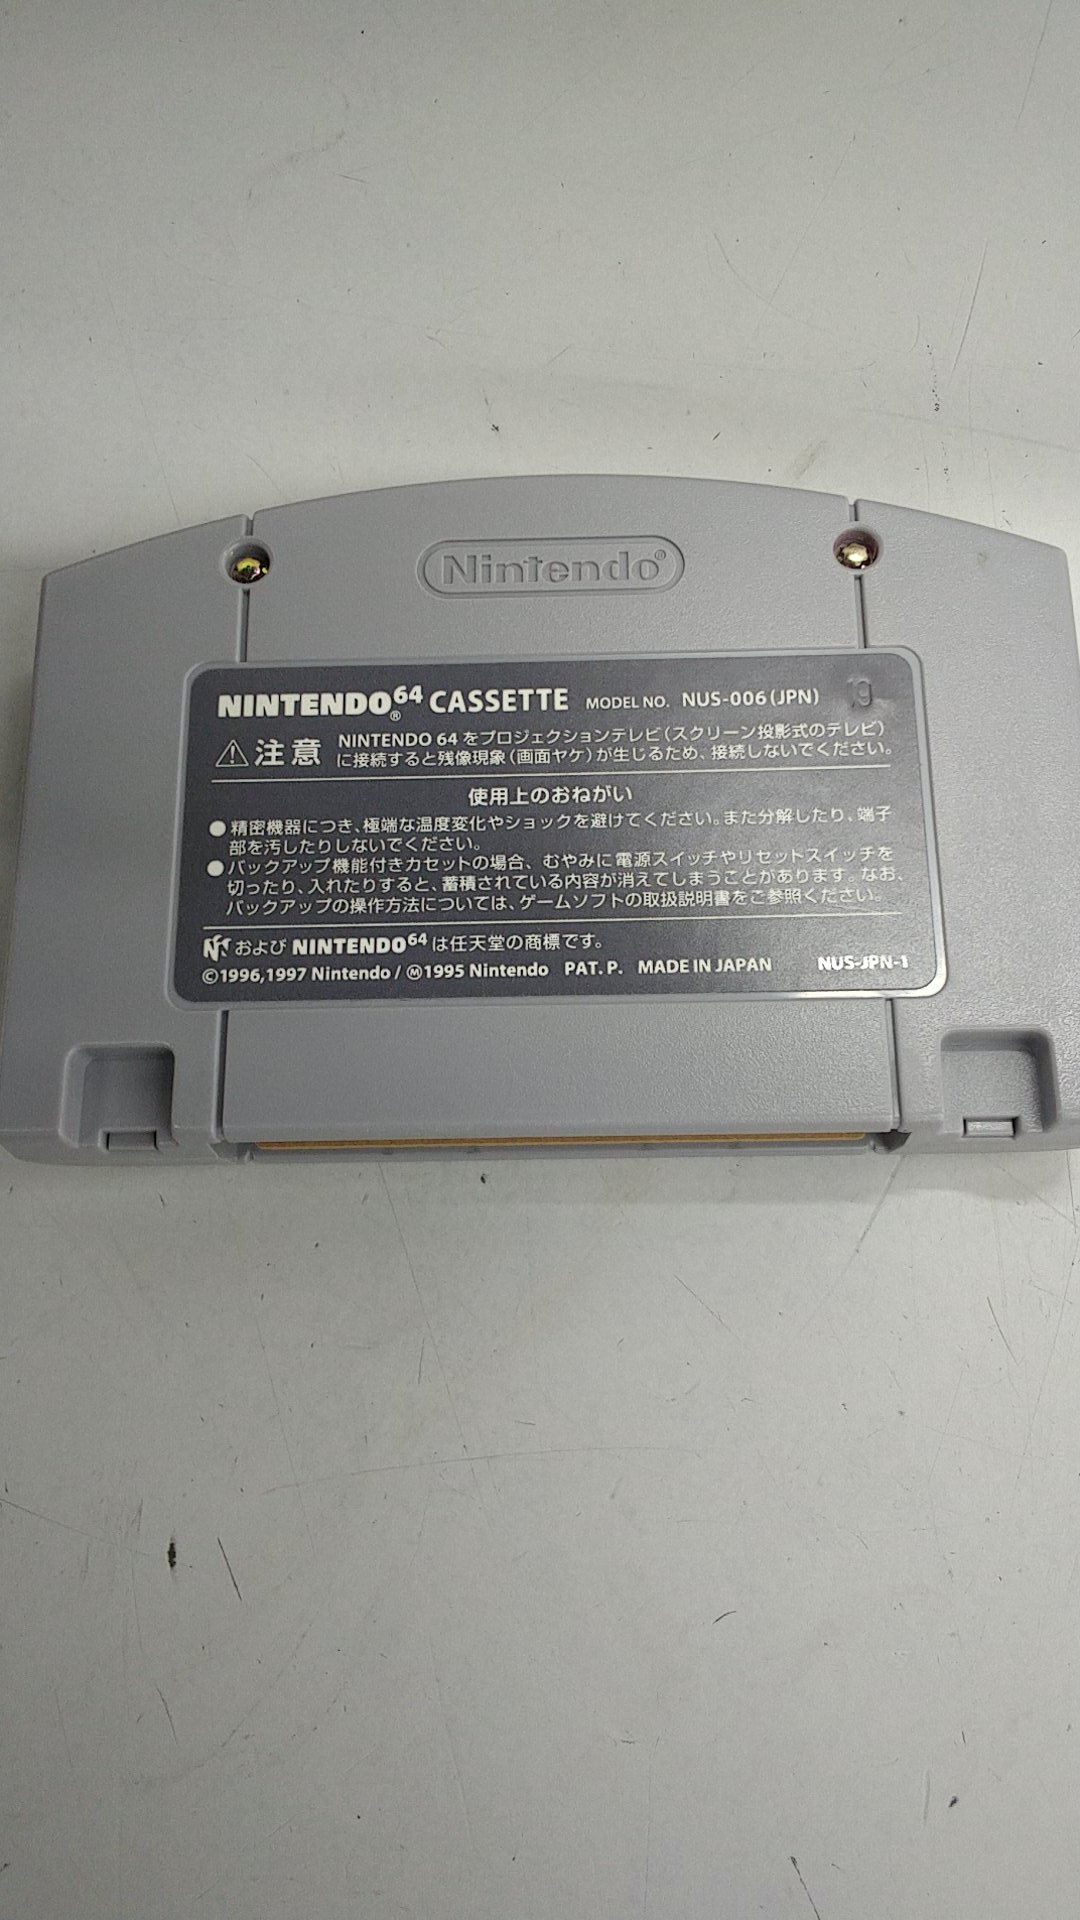 Nintendo®
NINTENDO64® CASSETTE MODEL NO. NUS-006(JPN) 19
⚠注意 NINTENDO 64をプロジェクションテレビ(スクリーン投影式のテレビ)
に接続すると残像現象(画面ヤケ)が生じるため、接続しないでください。
使用上のおねがい
●精密機器につき、極端な温度変化やショックを避けてください。また分解したり、端子
部を汚したりしないでください。
●バックアップ機能付きカセットの場合、むやみに電源スイッチやリセットスイッチを
切ったり、入れたりすると、蓄積されている内容が消えてしまうことがあります。なお、
バックアップの操作方法については、ゲームソフトの取扱説明書をご参照ください。
および NINTENDO64は任天堂の商標です。
©1996,1997 Nintendo/Ⓜ1995 Nintendo PAT. P. MADE IN JAPAN NUS-JPN-1